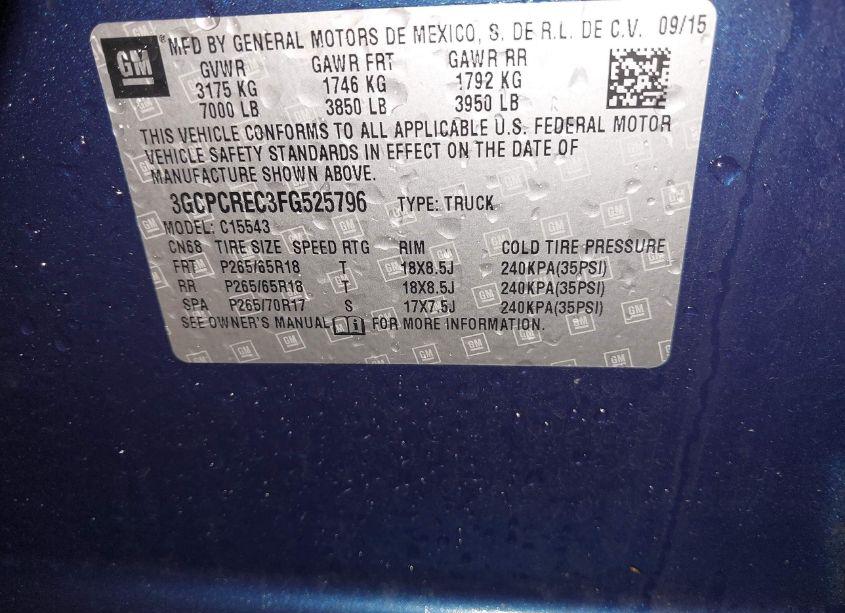 GM ®MFD BY GENERAL MOTORS DE MEXICO, S. DE R.L. DE C.V. 09/15
GVWR GAWR FRT GAWR RR
3175 KG 1746 KG 1792 KG
7000 LB 3850 LB 3950 LB
THIS VEHICLE CONFORMS TO ALL APPLICABLE U.S. FEDERAL MOTOR
VEHICLE SAFETY STANDARDS IN EFFECT ON THE DATE OF
MANUFACTURE SHOWN ABOVE.
3GCPCREC3FG525796 TYPE: TRUCK
MODEL: C15543
CN68 TIRE SIZE SPEED RTG RIM COLD TIRE PRESSURE
FRT P265/65R18 T 18X8.5J 240KPA(35PSI)
RR P265/65R18 T 18X8.5J 240KPA(35PSI)
SPA P265/70R17 S 17X7.5J 240KPA(35PSI)
SEE OWNER'S MANUAL FOR MORE INFORMATION.